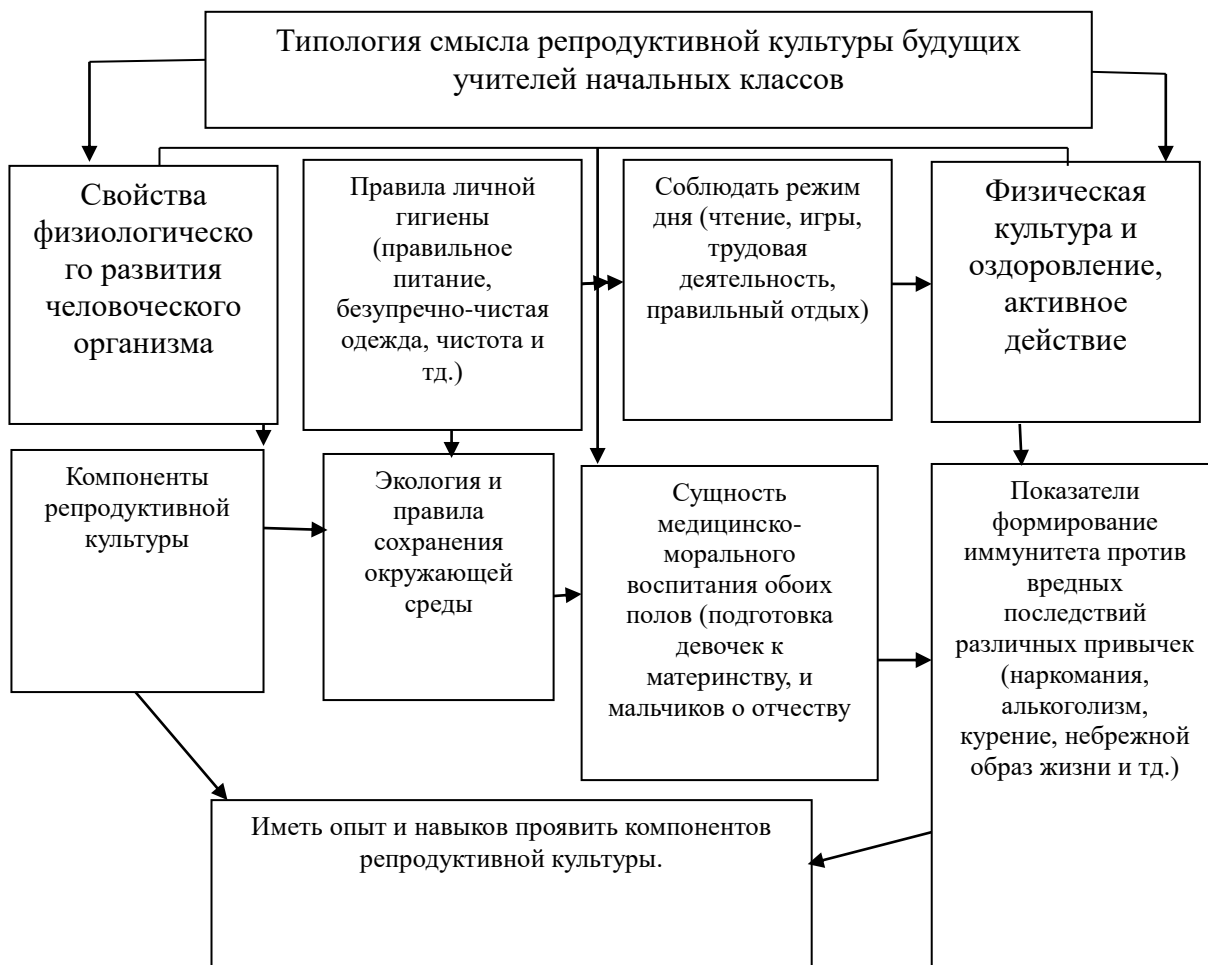 Типология смысла репродуктивной культуры будущих
учителей начальных классов
Свойства
физиологическо
го развития
человоческого
организма
Правила личной
гигиены
(правильное
питание,
безупречно-чистая
одежда, чистота и
тд.)
Соблюдать режим
дня (чтение, игры,
трудовая
деятельность,
правильный отдых)
Физическая
культура и
оздоровление,
активное
действие
Компоненты
репродуктивной
культуры
Экология и
правила
сохранения
окружающей
среды
Сущность
медицинско-
морального
воспитания обоих
полов (подготовка
девочек к
материнству, и
мальчиков о отчеству
Показатели
формирование
иммунитета против
вредных
последствий
различных привычек
(наркомания,
алькоголизм,
курение, небрежной
образ жизни и тд.)
Иметь опыт и навыков проявить компонентов
репродуктивной культуры.